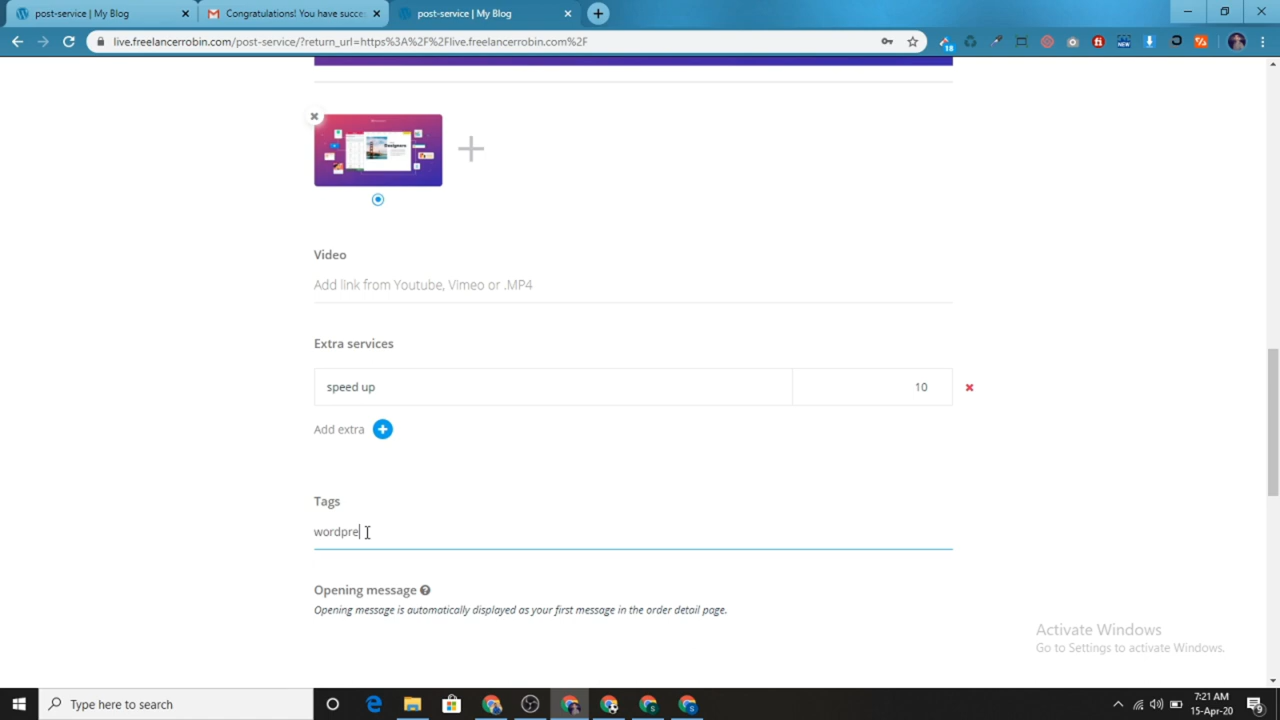 post-service | My Blog
Congratulations! You have succe
post-service | My Blog
live.freelancerrobin.com/post-service/?return_url=https%3A%2F%2Flive.freelancerrobin.com%2F
18
NEW
Designers
Video
Add link from Youtube, Vimeo or .MP4
Extra services
speed up
10
Add extra
Tags
wordpre
Opening message
Opening message is automatically displayed as your first message in the order detail page.
Activate Windows
Go to Settings to activate Windows.
Type here to search
7:21 AM
15-Apr-20